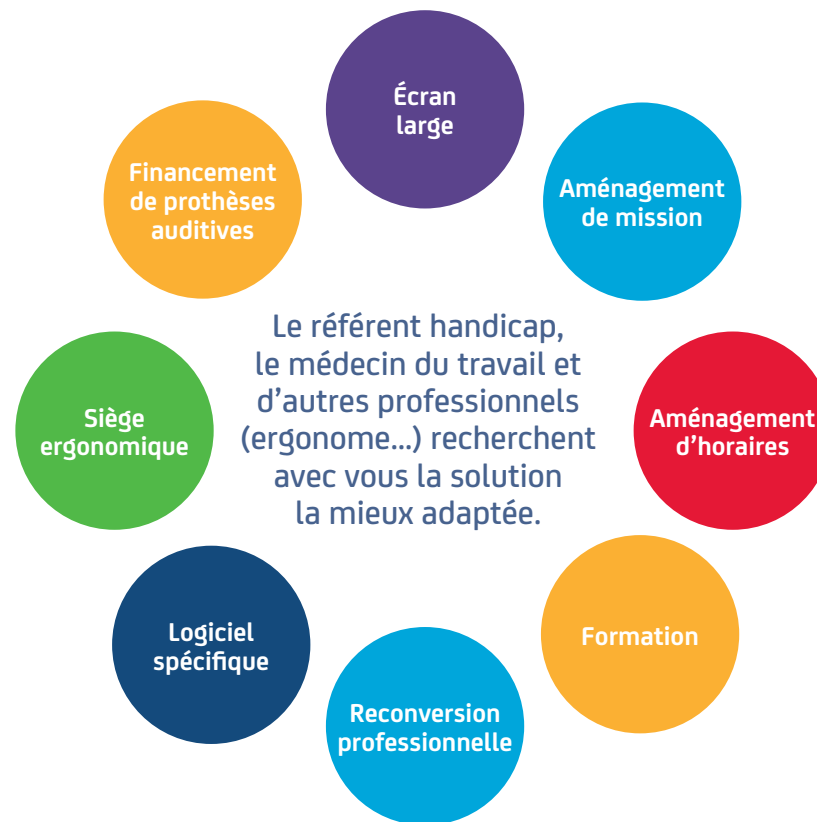 Écran
large
Aménagement
de mission
Aménagement
d’horaires
Formation
Reconversion
professionnelle
Logiciel
spécifique
Siège
ergonomique
Financement
de prothèses
auditives
Le référent handicap,
le médecin du travail et
d’autres professionnels
(ergonome...) recherchent
avec vous la solution
la mieux adaptée.